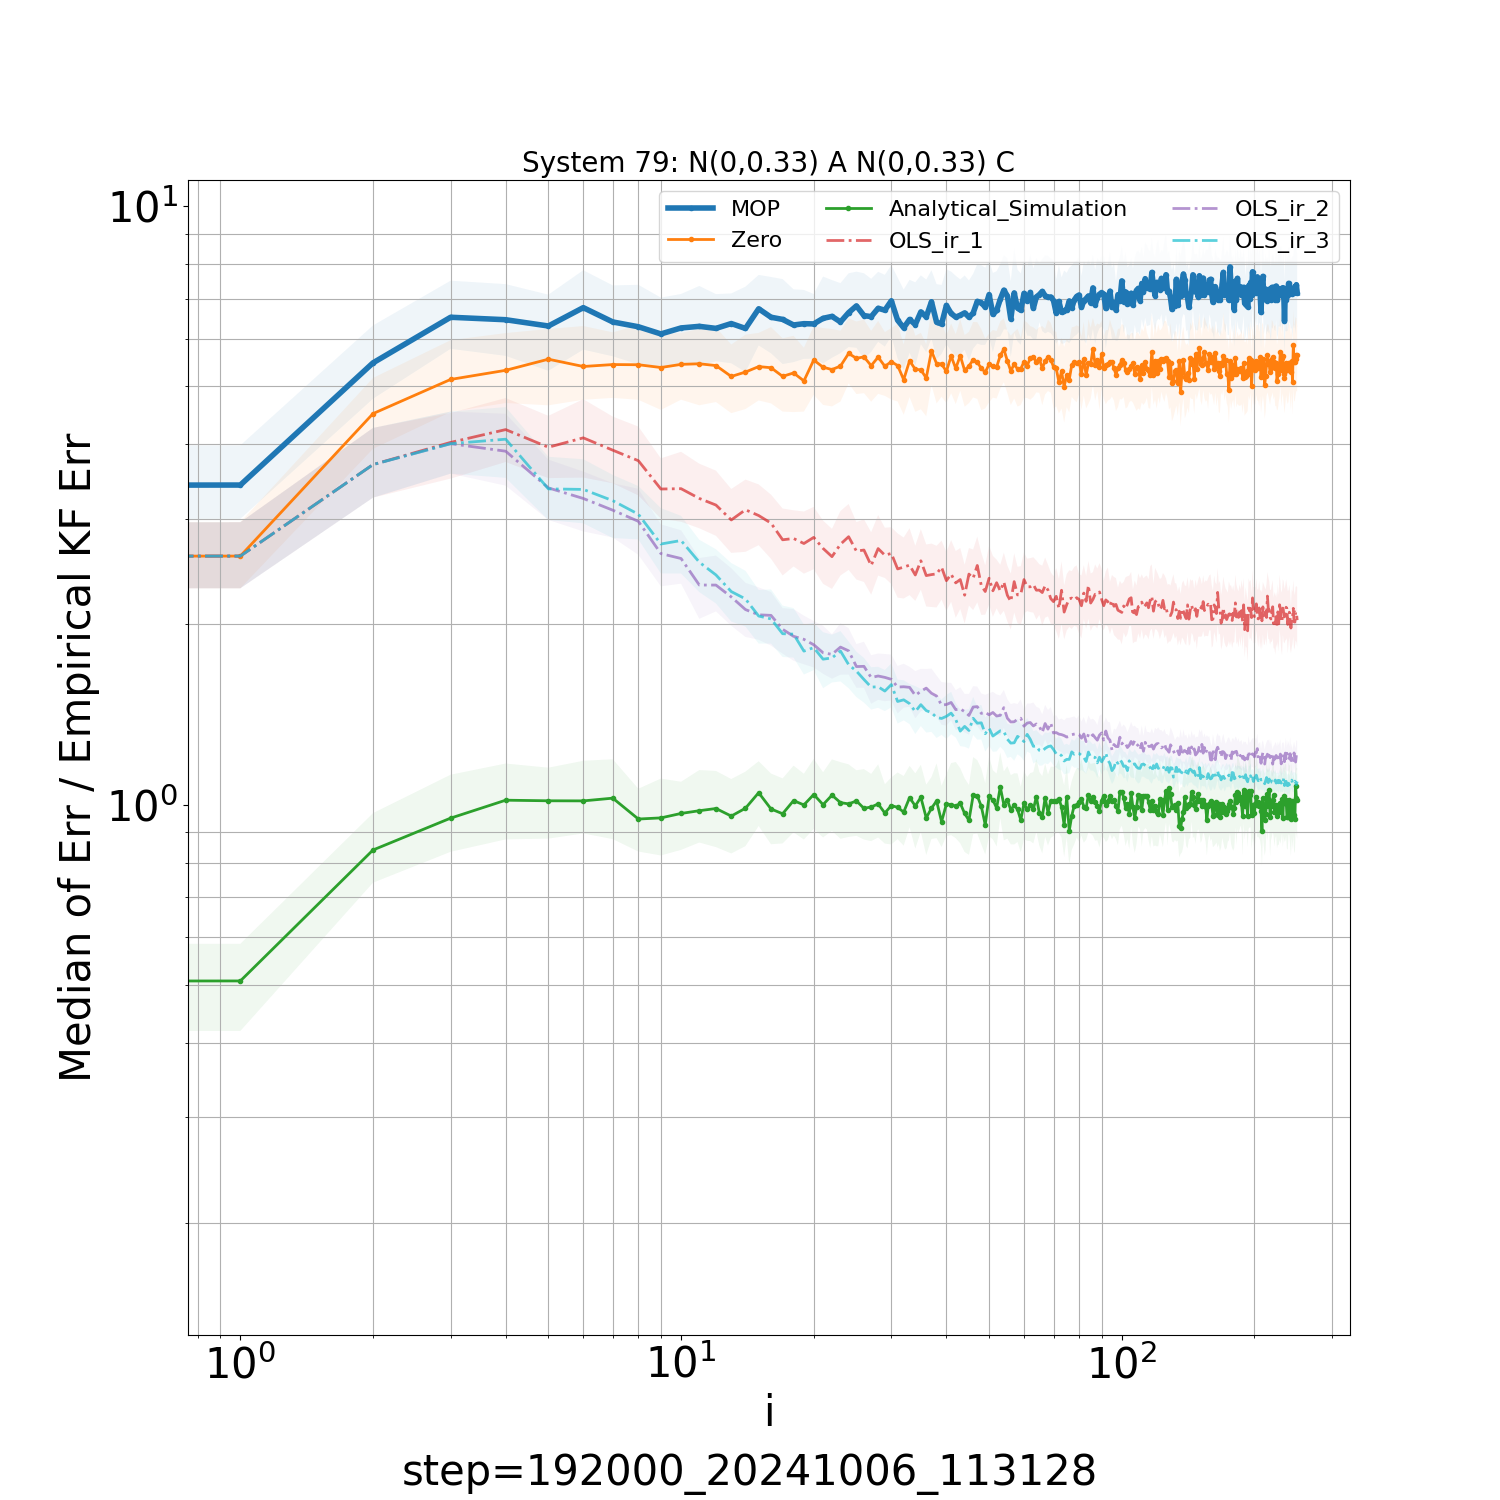 System 79: N(0,0.33) A N(0,0.33) C
MOP
Zero
Analytical_Simulation
OLS_ir_1
OLS_ir_2
OLS_ir_3
Median of Err / Empirical KF Err
10¹
10⁰
10⁰ 10¹ 10²
i
step=192000_20241006_113128